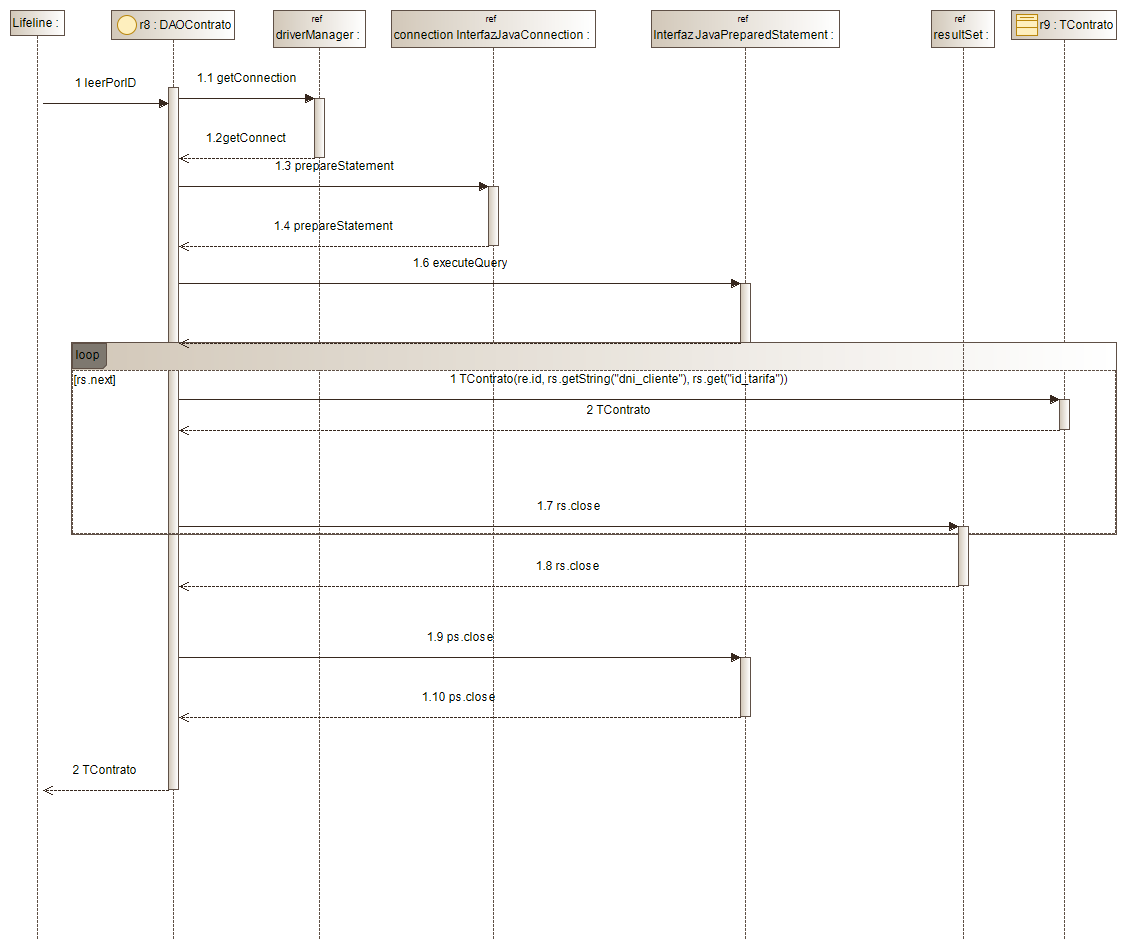 Lifeline :
r8 : DAOContrato
ref
driverManager :
ref
connection InterfazJavaConnection :
ref
InterfazJavaPreparedStatement :
ref
resultSet :
r9 : TContrato
1 leerPorID
1.1 getConnection
1.2getConnect
1.3 prepareStatement
1.4 prepareStatement
1.6 executeQuery
loop
[rs.next]
1 TContrato(re.id, rs.getString("dni_cliente"), rs.get("id_tarifa"))
2 TContrato
1.7 rs.close
1.8 rs.close
1.9 ps.close
1.10 ps.close
2 TContrato